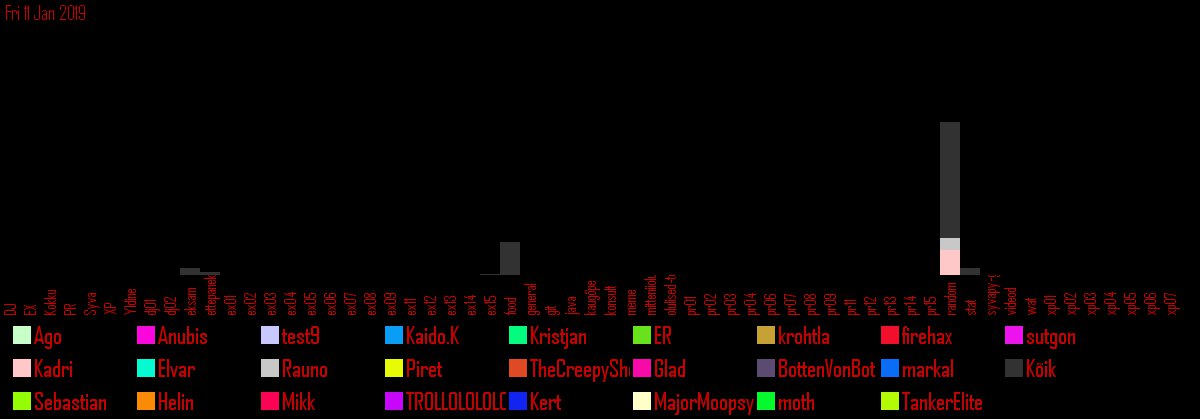 Fri 11 Jan 2019
DJ EX Kokku PR Syva XP Yldine dj01 dj02 eksam ettepanek ex01 ex02 ex03 ex04 ex05 ex06 ex07 ex08 ex09 ex11 ex12 ex13 ex14 ex15 food general git java kaugõpe konsult meme mitteriiol olulised-t pr01 pr02 pr03 pr04 pr06 pr07 pr08 pr09 pr11 pr12 pr13 pr14 pr15 random stat syvapy-t videod wat xp01 xp02 xp03 xp04 xp05 xp06 xp07
Ago Anubis test9 Kaido.K Kristjan ER krohtla firehax sutgon
Kadri Elvar Rauno Piret TheCreepySh Glad BottenVonBot markal Kõik
Sebastian Helin Mikk TROLLOLOLOLO Kert MajorMoopsy moth TankerElite